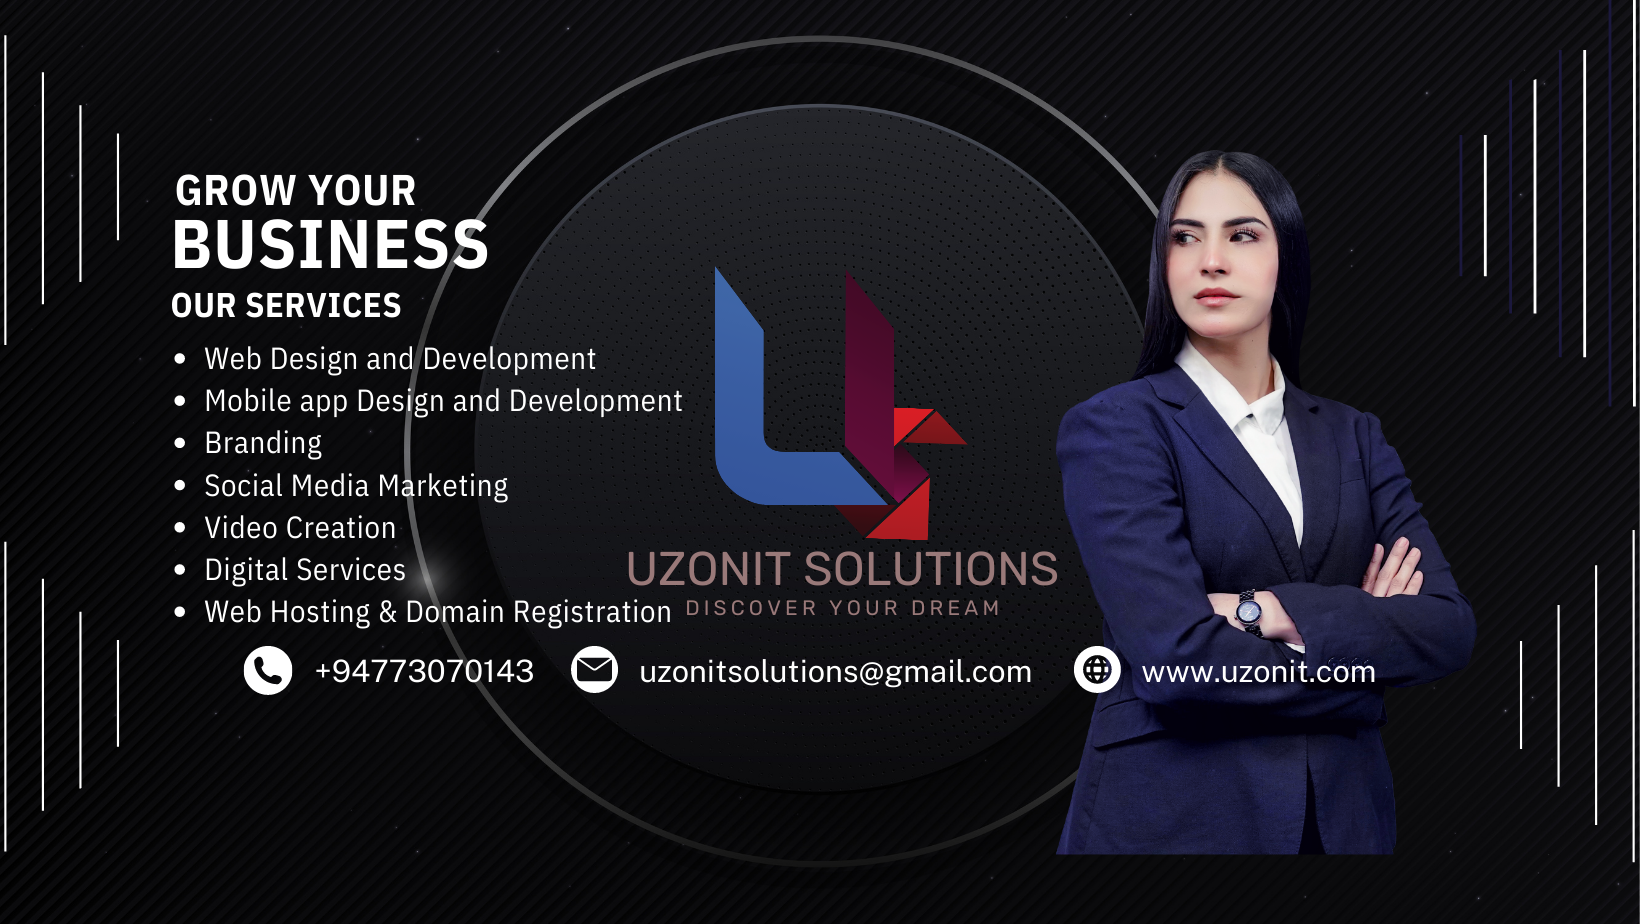 GROW YOUR
BUSINESS
OUR SERVICES
• Web Design and Development
• Mobile app Design and Development
• Branding
• Social Media Marketing
• Video Creation
• Digital Services
• Web Hosting & Domain Registration
UZONIT SOLUTIONS
DISCOVER YOUR DREAM
+94773070143
uzonitsolutions@gmail.com
www.uzonit.com